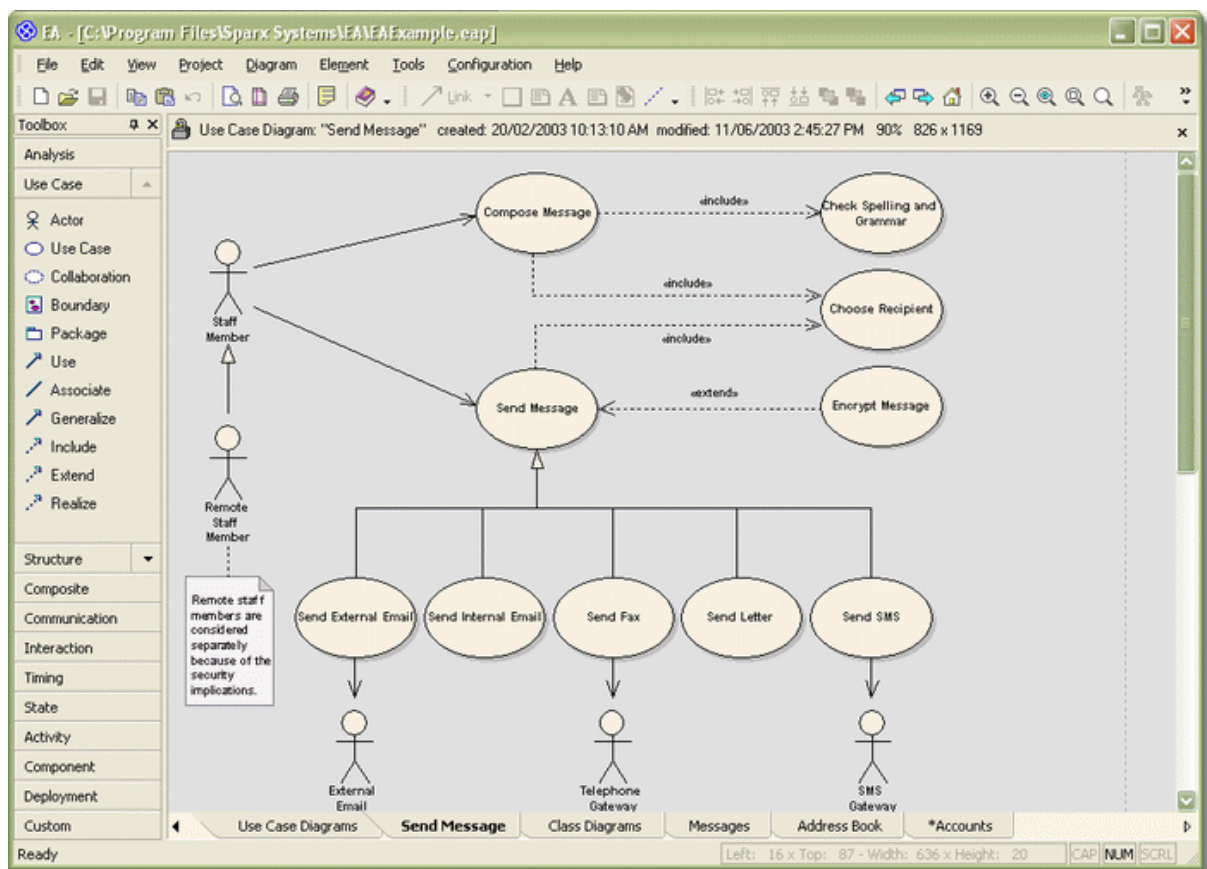 EA - [C:\Program Files\Sparx Systems\EA\EAExample.eap]
File Edit View Project Diagram Element Tools Configuration Help
Link
Toolbox
Use Case Diagram: "Send Message" created: 20/02/2003 10:13:10 AM modified: 11/06/2003 2:45:27 PM 90% 826 x 1169
Analysis
Use Case
Actor
Use Case
Collaboration
Boundary
Package
Use
Associate
Generalize
Include
Extend
Realize
Structure
Composite
Communication
Interaction
Timing
State
Activity
Component
Deployment
Custom
Compose Message
«include»
Check Spelling and
Grammar
Staff
Member
«include»
Choose Recipient
«include»
Send Message
«extend»
Encrypt Message
Remote
Staff
Member
Remote staff
members are
considered
separately
because of the
security
implications.
Send External Email
Send Internal Email
Send Fax
Send Letter
Send SMS
External
Email
Telephone
Gateway
SMS
Gateway
Use Case Diagrams Send Message Class Diagrams Messages Address Book *Accounts
Ready
Left: 16 x Top: 87 - Width: 636 x Height: 20 CAP NUM SCRL